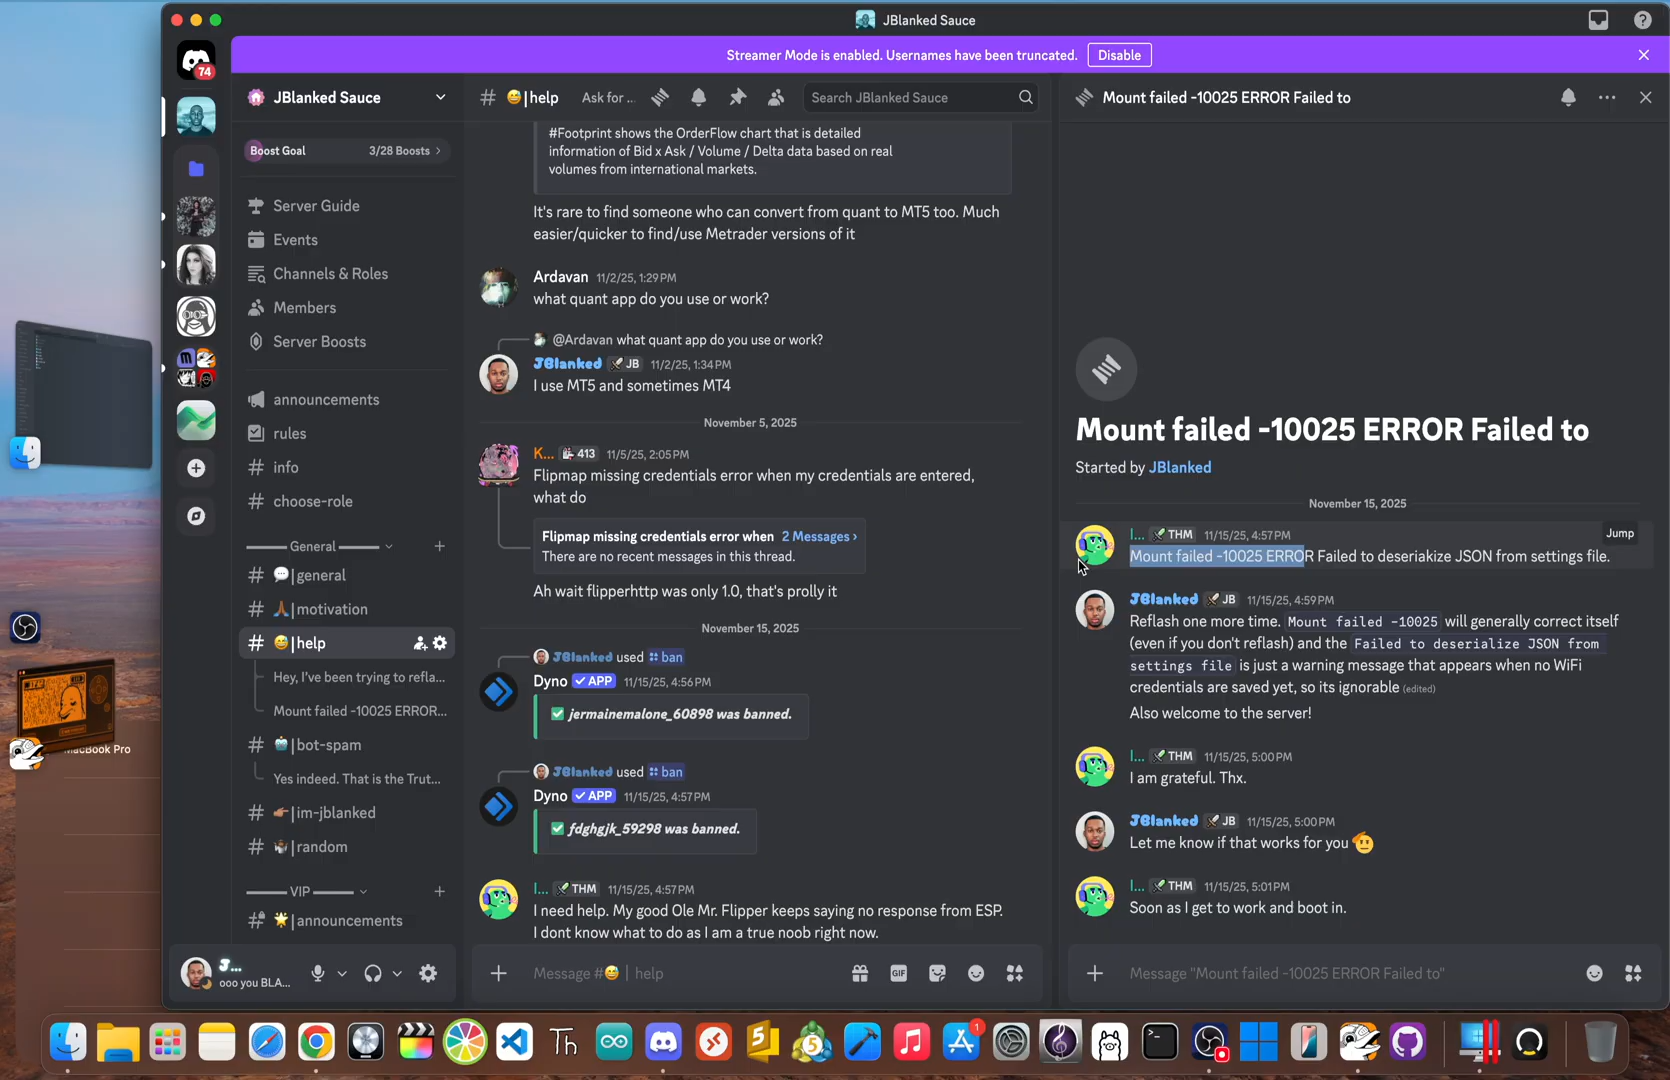 JBlanked Sauce
Streamer Mode is enabled. Usernames have been truncated.
Disable
74
JBlanked Sauce
Boost Goal
3/28 Boosts
Server Guide
Events
Channels & Roles
Members
Server Boosts
announcements
rules
info
choose-role
General
💬|general
🙏🏾|motivation
😅|help
Hey, I've been trying to refla...
Mount failed -10025 ERROR...
🤖|bot-spam
Yes indeed. That is the Trut...
|im-jblanked
|random
VIP
🌟|announcements
J...
ooo you BLA...
# 😅|help
Ask for ...
Search JBlanked Sauce
#Footprint shows the OrderFlow chart that is detailed
information of Bid x Ask / Volume / Delta data based on real
volumes from international markets.
It's rare to find someone who can convert from quant to MT5 too. Much
easier/quicker to find/use Metrader versions of it
Ardavan 11/2/25, 1:29 PM
what quant app do you use or work?
@Ardavan what quant app do you use or work?
JBlanked JB 11/2/25, 1:34 PM
I use MT5 and sometimes MT4
November 5, 2025
K... 413 11/5/25, 2:05 PM
Flipmap missing credentials error when my credentials are entered,
what do
Flipmap missing credentials error when 2 Messages ›
There are no recent messages in this thread.
Ah wait flipperhttp was only 1.0, that's prolly it
November 15, 2025
JBlanked used ban
Dyno ✓ APP 11/15/25, 4:56 PM
✅ jermainemalone_60898 was banned.
JBlanked used ban
Dyno ✓ APP 11/15/25, 4:57 PM
✅ fdghgjk_59298 was banned.
I... THM 11/15/25, 4:57 PM
I need help. My good Ole Mr. Flipper keeps saying no response from ESP.
I dont know what to do as I am a true noob right now.
Message #😅 | help
GIF
Mount failed -10025 ERROR Failed to
Mount failed -10025 ERROR Failed to
Started by JBlanked
November 15, 2025
I... THM 11/15/25, 4:57 PM
Jump
Mount failed -10025 ERROR Failed to deseriakize JSON from settings file.
JBlanked JB 11/15/25, 4:59 PM
Reflash one more time. Mount failed -10025 will generally correct itself
(even if you don't reflash) and the Failed to deserialize JSON from
settings file is just a warning message that appears when no WiFi
credentials are saved yet, so its ignorable (edited)
Also welcome to the server!
I... THM 11/15/25, 5:00 PM
I am grateful. Thx.
JBlanked JB 11/15/25, 5:00 PM
Let me know if that works for you 🫡
I... THM 11/15/25, 5:01 PM
Soon as I get to work and boot in.
Message "Mount failed -10025 ERROR Failed to"
MacBook Pro
Th
5
5
1